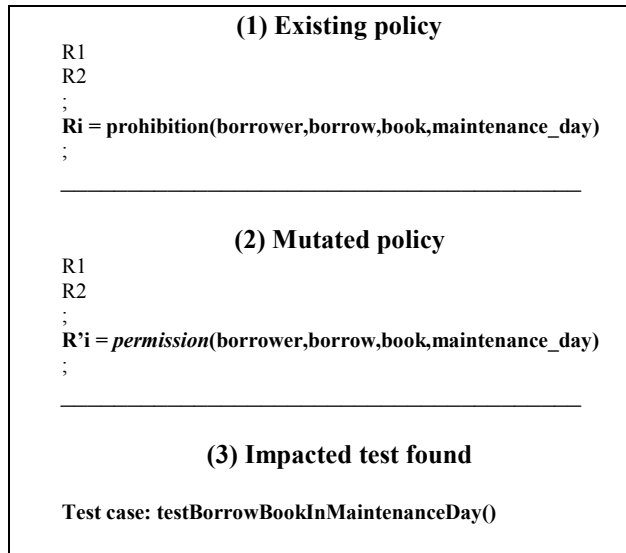 (1) Existing policy
R1
R2
;
Ri = prohibition(borrower,borrow,book,maintenance_day)
;
(2) Mutated policy
R1
R2
;
R’i = permission(borrower,borrow,book,maintenance_day)
;
(3) Impacted test found
Test case: testBorrowBookInMaintenanceDay()